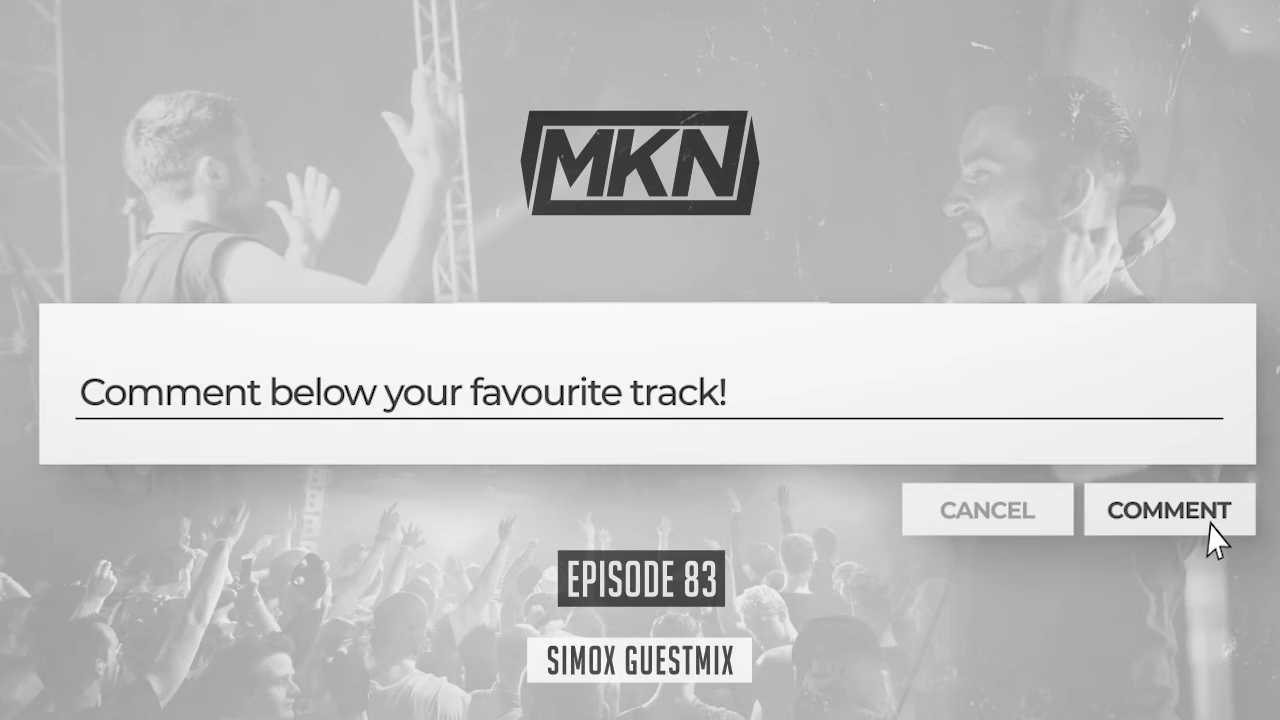 MKN
Comment below your favourite track!
CANCEL
COMMENT
EPISODE 83
SIMOX GUESTMIX